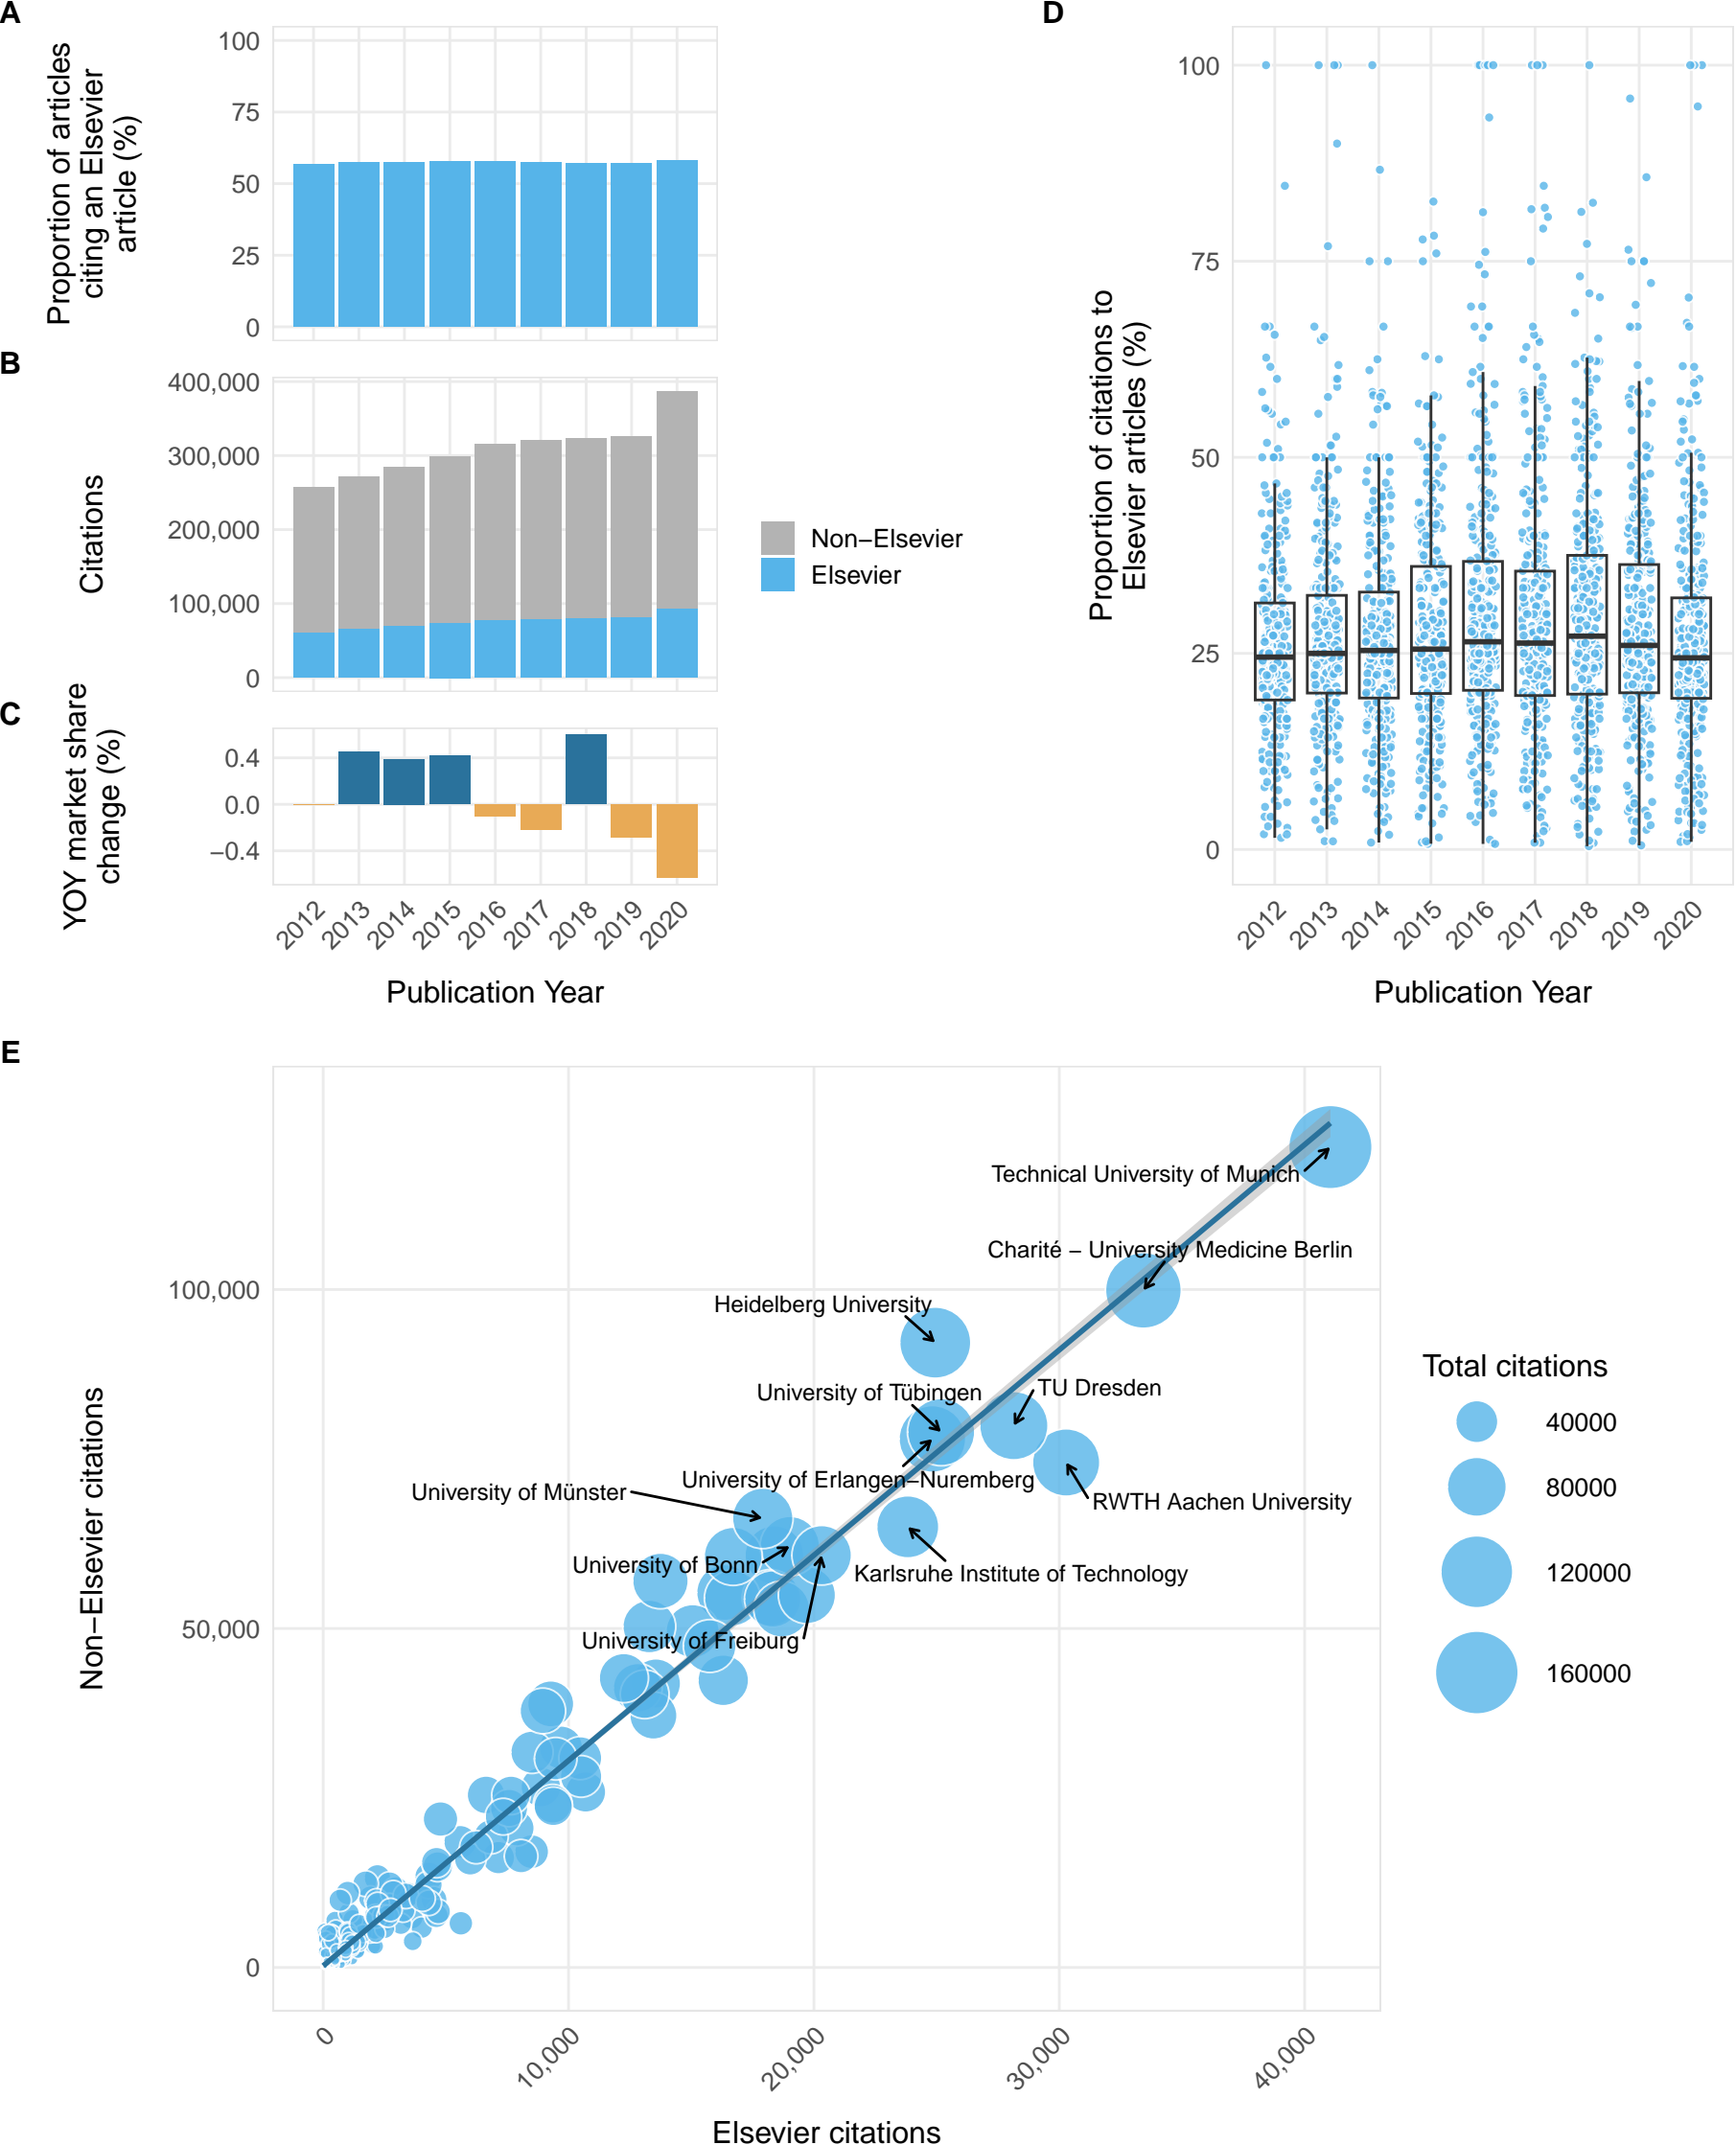 A
Proportion of articles
citing an Elsevier
article (%)
100
75
50
25
0
B
Citations
400,000
300,000
200,000
100,000
0
Non−Elsevier
Elsevier
C
YOY market share
change (%)
0.4
0.0
−0.4
2012
2013
2014
2015
2016
2017
2018
2019
2020
Publication Year
D
Proportion of citations to
Elsevier articles (%)
100
75
50
25
0
2012
2013
2014
2015
2016
2017
2018
2019
2020
Publication Year
E
Non−Elsevier citations
100,000
50,000
0
Technical University of Munich
Charité − University Medicine Berlin
Heidelberg University
University of Tübingen
TU Dresden
University of Erlangen−Nuremberg
University of Münster
RWTH Aachen University
University of Bonn
Karlsruhe Institute of Technology
University of Freiburg
0
10,000
20,000
30,000
40,000
Elsevier citations
Total citations
40000
80000
120000
160000